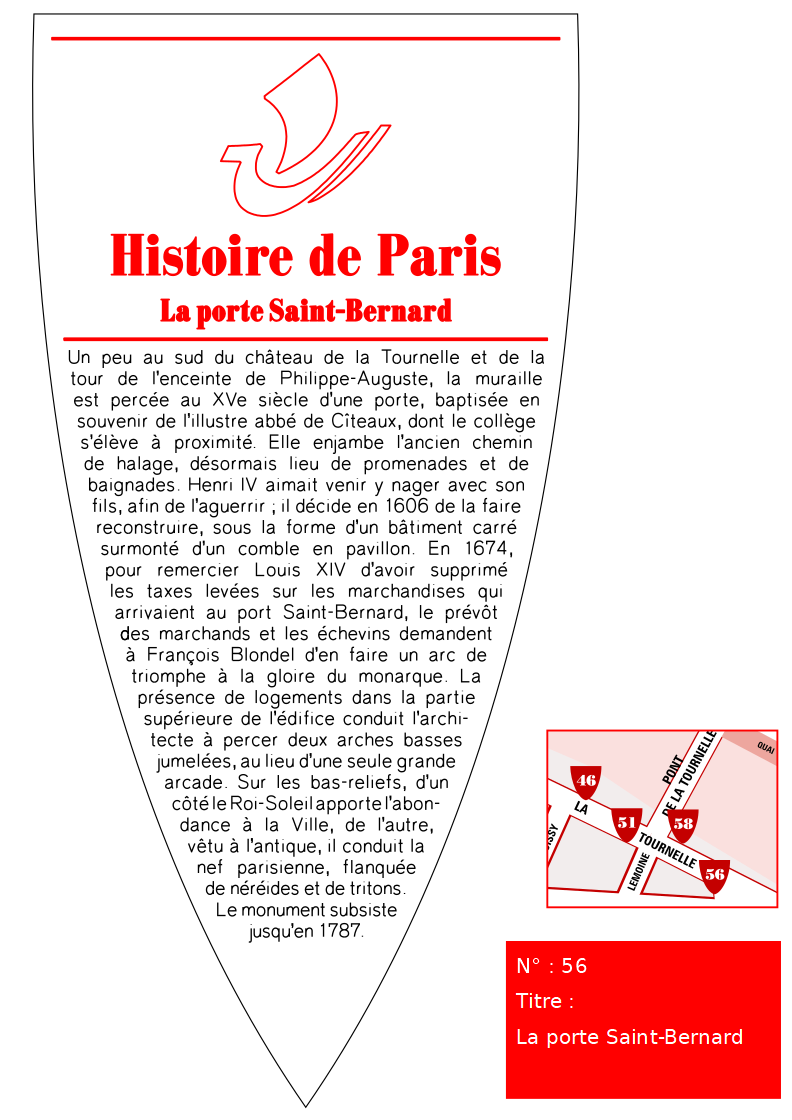 Histoire de Paris
La porte Saint-Bernard
Un peu au sud du château de la Tournelle et de la
tour de l'enceinte de Philippe-Auguste, la muraille
est percée au XVe siècle d'une porte, baptisée en
souvenir de l'illustre abbé de Cîteaux, dont le collège
s'élève à proximité. Elle enjambe l'ancien chemin
de halage, désormais lieu de promenades et de
baignades. Henri IV aimait venir y nager avec son
fils, afin de l'aguerrir ; il décide en 1606 de la faire
reconstruire, sous la forme d'un bâtiment carré
surmonté d'un comble en pavillon. En 1674,
pour remercier Louis XIV d'avoir supprimé
les taxes levées sur les marchandises qui
arrivaient au port Saint-Bernard, le prévôt
des marchands et les échevins demandent
à François Blondel d'en faire un arc de
triomphe à la gloire du monarque. La
présence de logements dans la partie
supérieure de l'édifice conduit l'archi-
tecte à percer deux arches basses
jumelées, au lieu d'une seule grande
arcade. Sur les bas-reliefs, d'un
côté le Roi-Soleil apporte l'abon-
dance à la Ville, de l'autre,
vêtu à l'antique, il conduit la
nef parisienne, flanquée
de néréides et de tritons.
Le monument subsiste
jusqu'en 1787.
QUAI
PONT
DE LA TOURNELLE
46
LA
51
58
TOURNELLE
ISSY
LEMOINE
56
N° : 56
Titre :
La porte Saint-Bernard